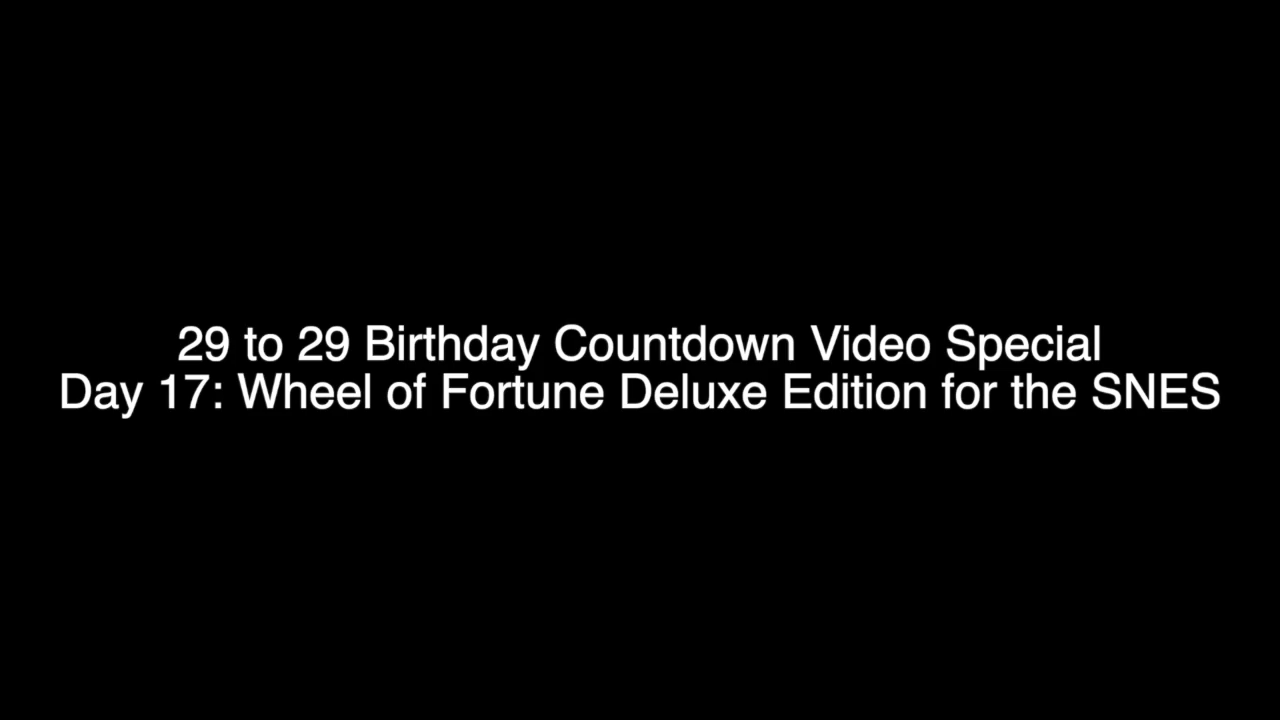 29 to 29 Birthday Countdown Video Special
Day 17: Wheel of Fortune Deluxe Edition for the SNES